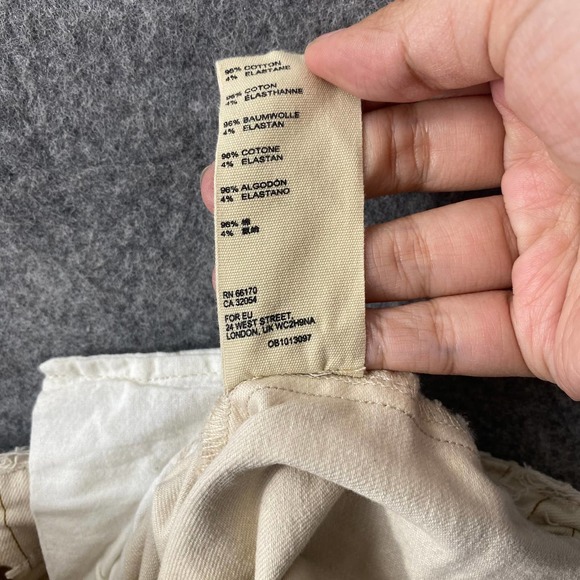 96% COTTON
4% ELASTANE
96% COTON
4% ÉLASTHANNE
96% BAUMWOLLE
4% ELASTAN
96% COTONE
4% ELASTAN
96% ALGODÓN
4% ELASTANO
96% 棉
4%
RN 66170
CA 32054
FOR EU
24 WEST STREET,
LONDON, UK WC2H9NA
OB1013097